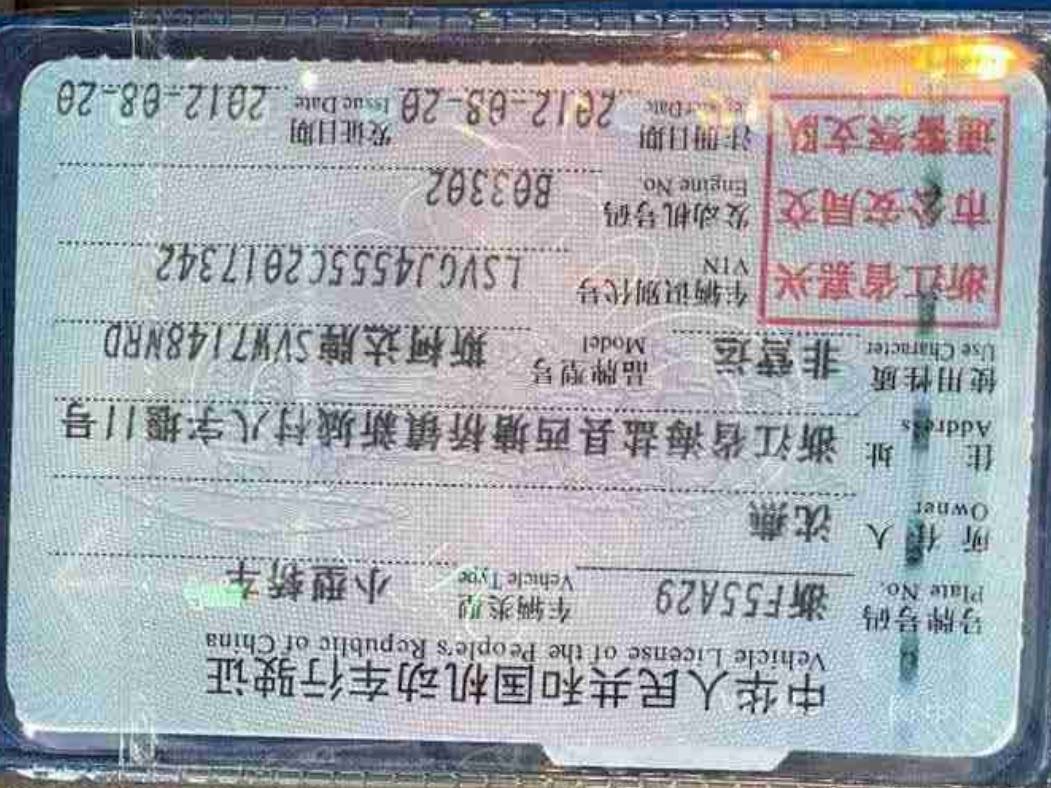 中华人民共和国机动车行驶证
Vehicle License of the People's Republic of China
号牌号码 浙F55A29 车辆类型 小型轿车
Plate No. Vehicle Type
所有人 沈燕
Owner
住址 浙江省海盐县西塘桥镇新城村八字堰11号
Address
使用性质 非营运 品牌型号 斯柯达牌SVW7148NRD
Use Character Model
浙江省嘉兴
市公安局交
通警察支队
车辆识别代号 LSVGJ4555C2017342
VIN
发动机号码 B03302
Engine No.
注册日期 2012-08-20 发证日期 2012-08-20
Register Date Issue Date